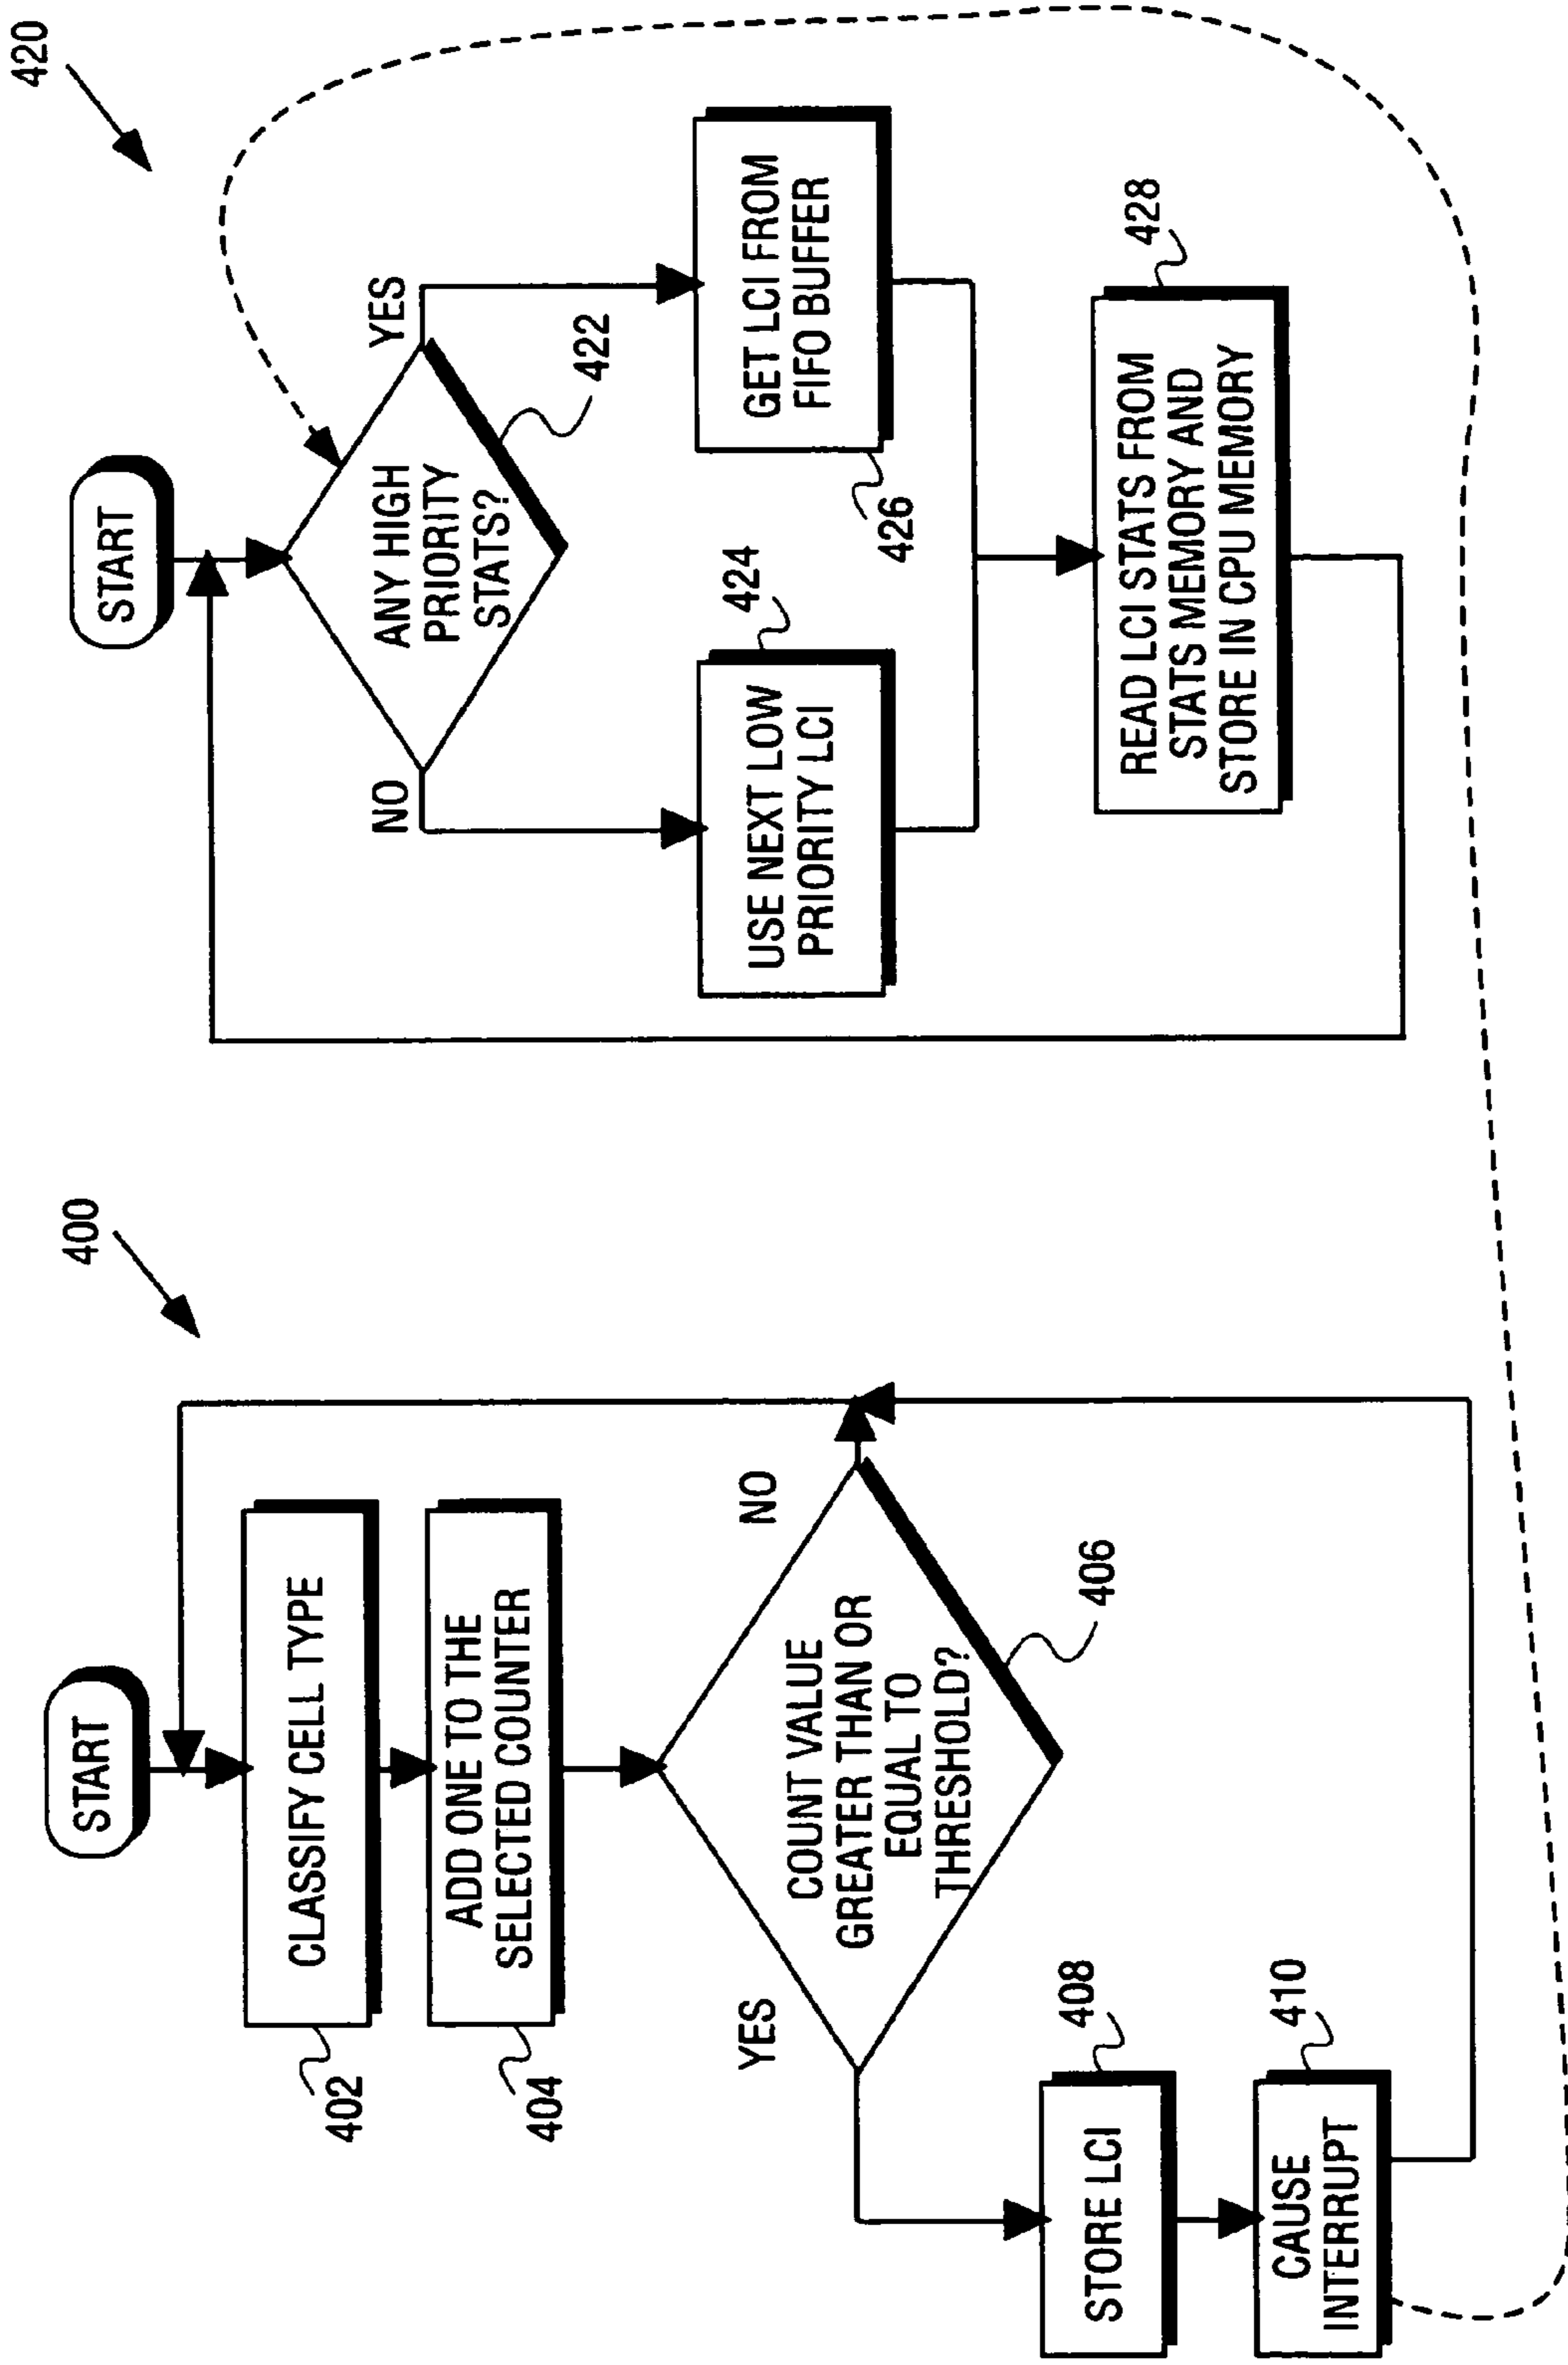 400
START
402
CLASSIFY CELL TYPE
404
ADD ONE TO THE
SELECTED COUNTER
406
COUNT VALUE
GREATER THAN OR
EQUAL TO
THRESHOLD?
YES
NO
408
STORE LCI
410
CAUSE
INTERRUPT
420
START
ANY HIGH
PRIORITY
STATS?
422
NO
YES
424
USE NEXT LOW
PRIORITY LCI
426
GET LCI FROM
FIFO BUFFER
428
READ LCI STATS FROM
STATS MEMORY AND
STORE IN CPU MEMORY